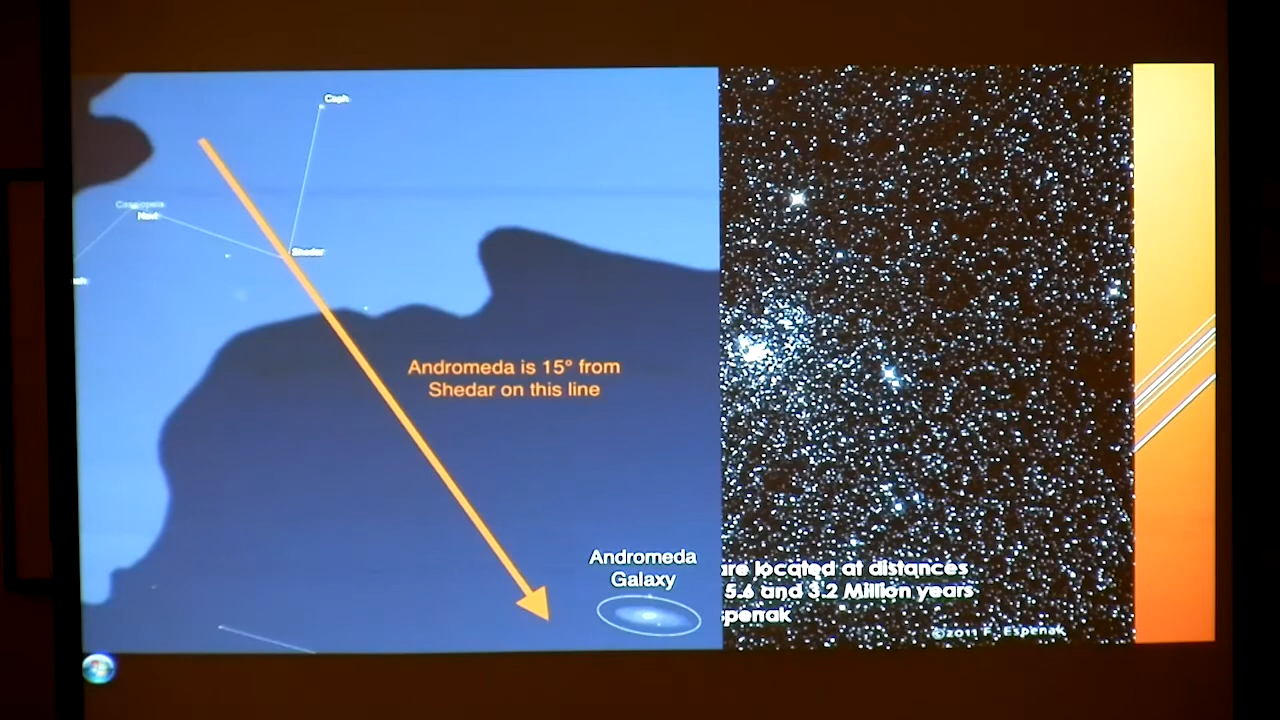 Caph
Cassiopeia
Navi
Shedar
Andromeda is 15° from
Shedar on this line
Andromeda
Galaxy
are located at distances
5.6 and 3.2 Million years
spenak
©2011 F. Espenak